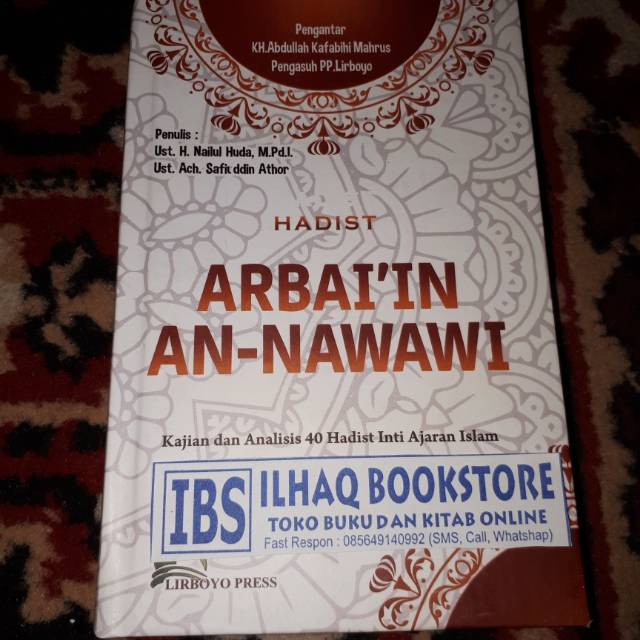 Pengantar
KH.Abdullah Kafabihi Mahrus
Pengasuh PP.Lirboyo
Penulis :
Ust. H. Nailul Huda, M.Pd.I.
Ust. Ach. Safiuddin Athor
HADIST
ARBAI'IN
AN-NAWAWI
Kajian dan Analisis 40 Hadist Inti Ajaran Islam
IBS
ILHAQ BOOKSTORE
TOKO BUKU DAN KITAB ONLINE
Fast Respon : 085649140992 (SMS, Call, Whatshap)
LIRBOYO PRESS